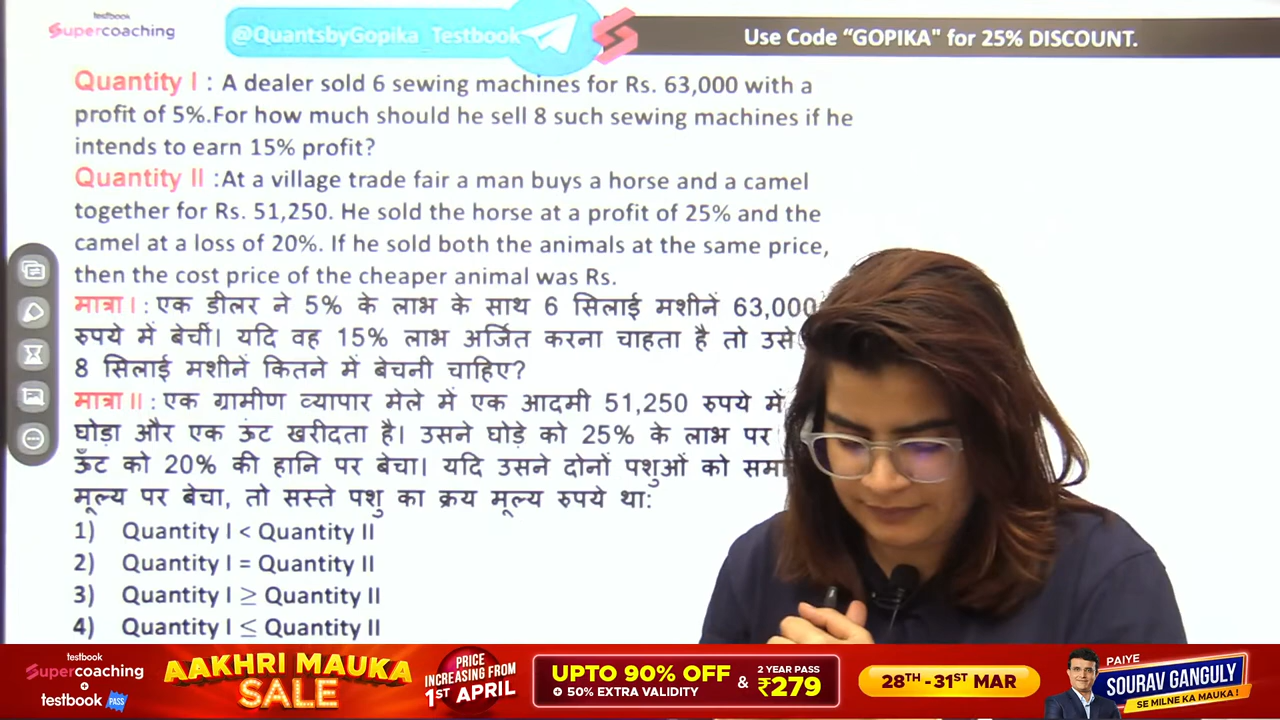 testbook
Supercoaching
@QuantsbyGopika Testbook
Use Code “GOPIKA" for 25% DISCOUNT.
Quantity I : A dealer sold 6 sewing machines for Rs. 63,000 with a
profit of 5%.For how much should he sell 8 such sewing machines if he
intends to earn 15% profit?
Quantity II :At a village trade fair a man buys a horse and a camel
together for Rs. 51,250. He sold the horse at a profit of 25% and the
camel at a loss of 20%. If he sold both the animals at the same price,
then the cost price of the cheaper animal was Rs.
मात्रा I : एक डीलर ने 5% के लाभ के साथ 6 सिलाई मशीनें 63,000
रुपये में बेचीं। यदि वह 15% लाभ अर्जित करना चाहता है तो उसे
8 सिलाई मशीनें कितने में बेचनी चाहिए?
मात्रा II : एक ग्रामीण व्यापार मेले में एक आदमी 51,250 रुपये में
घोड़ा और एक ऊंट खरीदता है। उसने घोड़े को 25% के लाभ पर
ऊँट को 20% की हानि पर बेचा। यदि उसने दोनों पशुओं को
मूल्य पर बेचा, तो सस्ते पशु का क्रय मूल्य रुपये था:
1) Quantity I < Quantity II
2) Quantity I = Quantity II
3) Quantity I ≥ Quantity II
4) Quantity I ≤ Quantity II
testbook
Supercoaching
+
testbook PASS
AAKHRI MAUKA
SALE
PRICE
INCREASING FROM
1ST APRIL
UPTO 90% OFF
+ 50% EXTRA VALIDITY
&
2 YEAR PASS
₹279
28TH - 31ST MAR
PAIYE
SOURAV GANGULY
SE MILNE KA MAUKA !